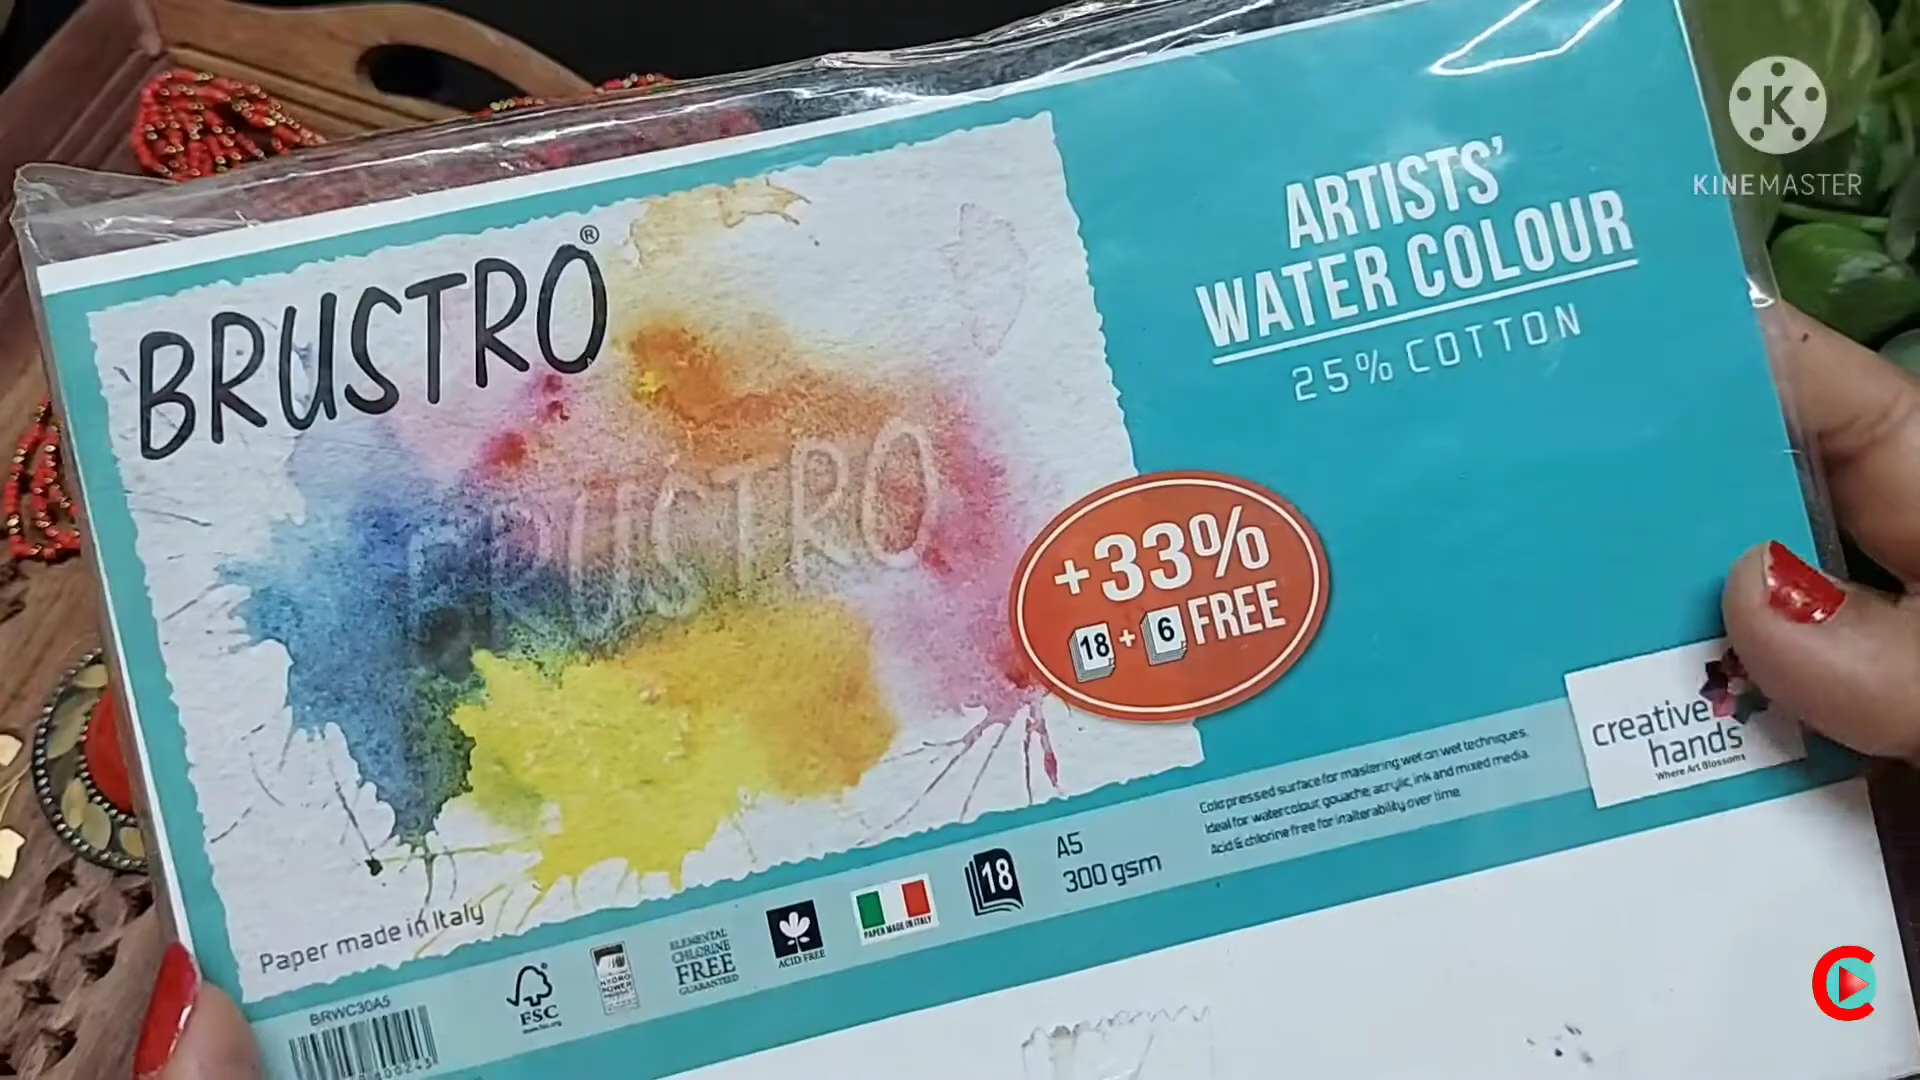 KINEMASTER
BRUSTRO®
BRUSTRO
ARTISTS'
WATER COLOUR
25% COTTON
+33%
18 + 6 FREE
creative
hands
Where Art Blossoms
Cold pressed surface for mastering wet on wet techniques.
Ideal for watercolour, gouache, acrylic, ink and mixed media.
Acid & chlorine free for inalterability over time.
A5
300 gsm
18
PAPER MADE IN ITALY
ACID FREE
ELEMENTAL
CHLORINE
FREE
GUARANTEED
HYDRO
POWER
FSC
Paper made in Italy
BRWC30A5